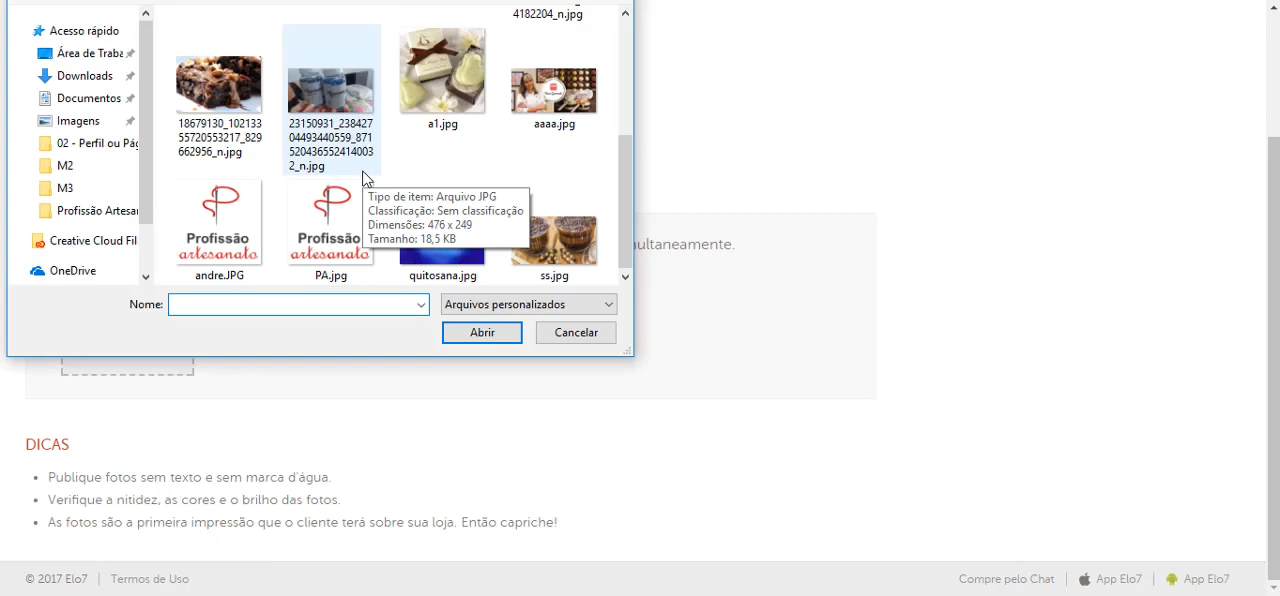 4182204_n.jpg
Acesso rápido
Área de Traba
Downloads
Documentos
Imagens
02 - Perfil ou Pág
M2
M3
Profissão Artesar
Creative Cloud Fil
OneDrive
18679130_102133
55720553217_829
662956_n.jpg
23150931_238427
04493440559_871
520436552414003
2_n.jpg
a1.jpg
aaaa.jpg
Profissão
artesanato
andre.JPG
Profissão
artesanato
PA.jpg
quitosana.jpg
ss.jpg
Tipo de item: Arquivo JPG
Classificação: Sem classificação
Dimensões: 476 x 249
Tamanho: 18,5 KB
ultaneamente.
Nome:
Arquivos personalizados
Abrir
Cancelar
DICAS
• Publique fotos sem texto e sem marca d'água.
• Verifique a nitidez, as cores e o brilho das fotos.
• As fotos são a primeira impressão que o cliente terá sobre sua loja. Então capriche!
© 2017 Elo7 | Termos de Uso
Compre pelo Chat | App Elo7 | App Elo7